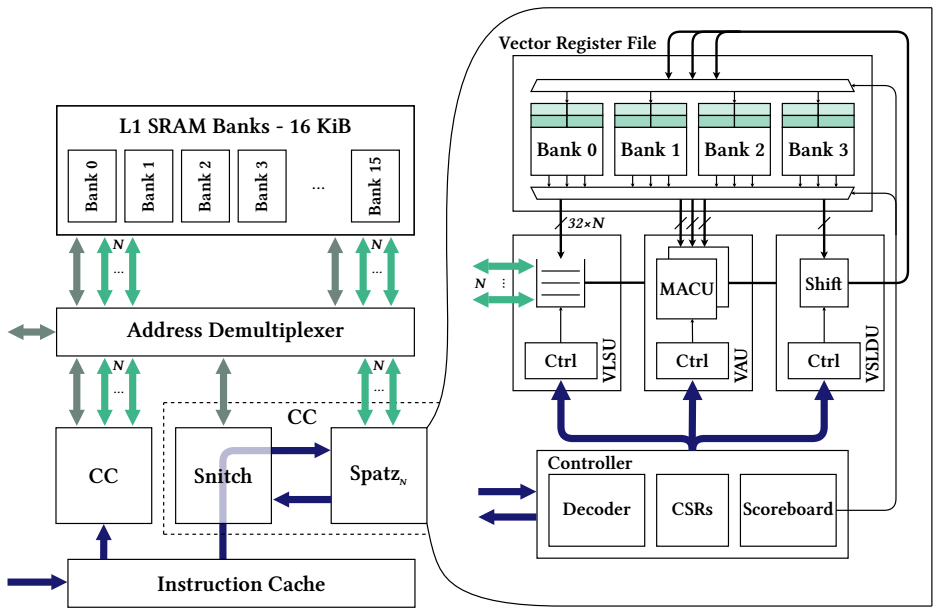 L1 SRAM Banks - 16 KiB
Bank 0
Bank 1
Bank 2
Bank 3
...
Bank 15
N
...
N
...
Address Demultiplexer
N
...
N
...
CC
CC
Snitch
Spatz_N
Instruction Cache
Vector Register File
Bank 0
Bank 1
Bank 2
Bank 3
32×N
N
...
MACU
Shift
Ctrl
VLSU
Ctrl
VAU
Ctrl
VSLDU
Controller
Decoder
CSRs
Scoreboard